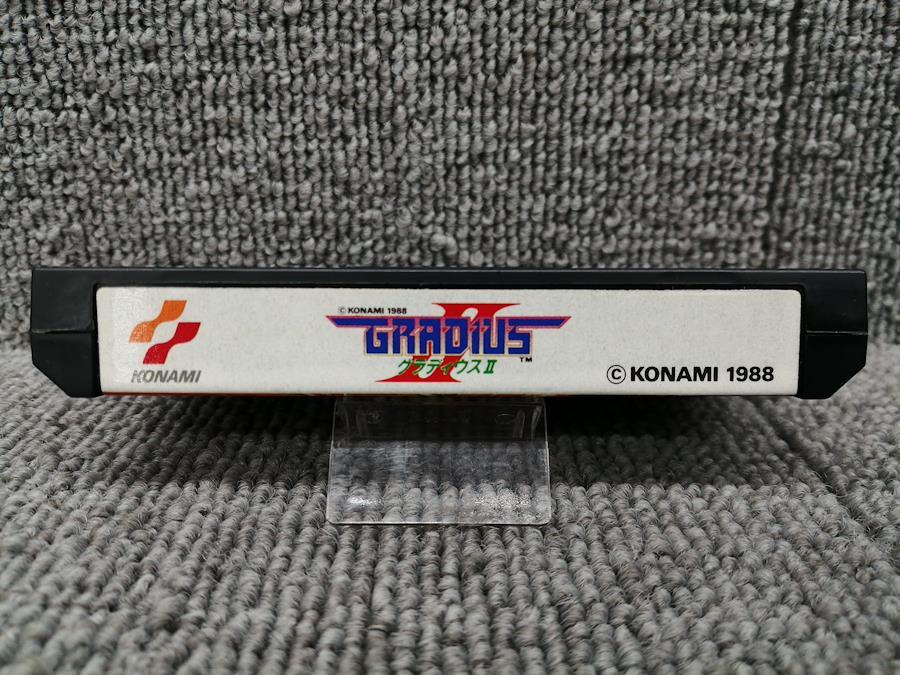 KONAMI
© KONAMI 1988
GRADIUS II
TM
グラディウスII
© KONAMI 1988